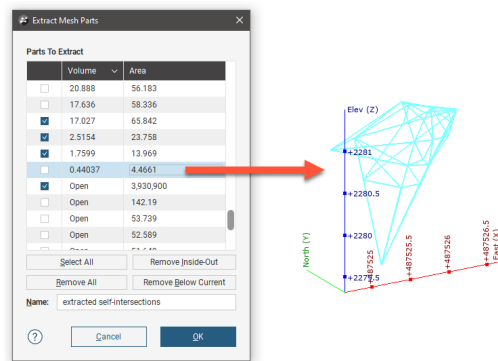 Extract Mesh Parts
Parts To Extract
Volume Area
20.888 56.183
17.636 58.336
17.027 65.842
2.5154 23.758
1.7599 13.969
0.44037 4.4661
Open 3,930,900
Open 142.19
Open 53.739
Open 52.589
Select All Remove Inside-Out
Remove All Remove Below Current
Name: extracted self-intersections
? Cancel OK
Elev (Z)
+2281
+2280.5
+2280
+2279.5
North (Y)
+487525
+487525.5
+487526
+487526.5
East (X)